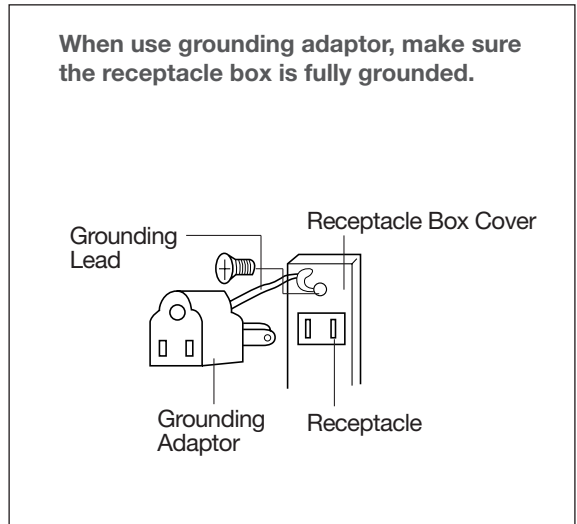 When use grounding adaptor, make sure
the receptacle box is fully grounded.
Grounding
Lead
Receptacle Box Cover
Grounding
Adaptor
Receptacle